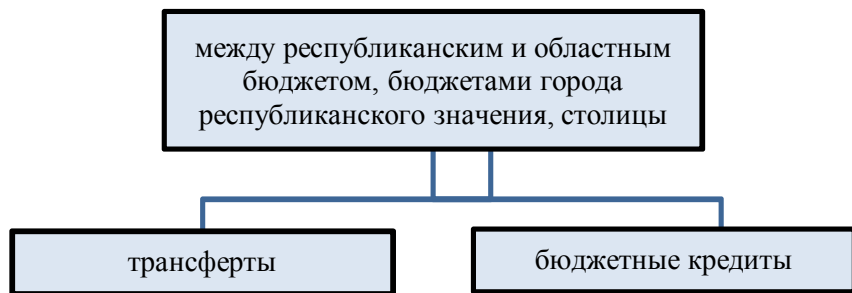 между республиканским и областным
бюджетом, бюджетами города
республиканского значения, столицы
трансферты
бюджетные кредиты